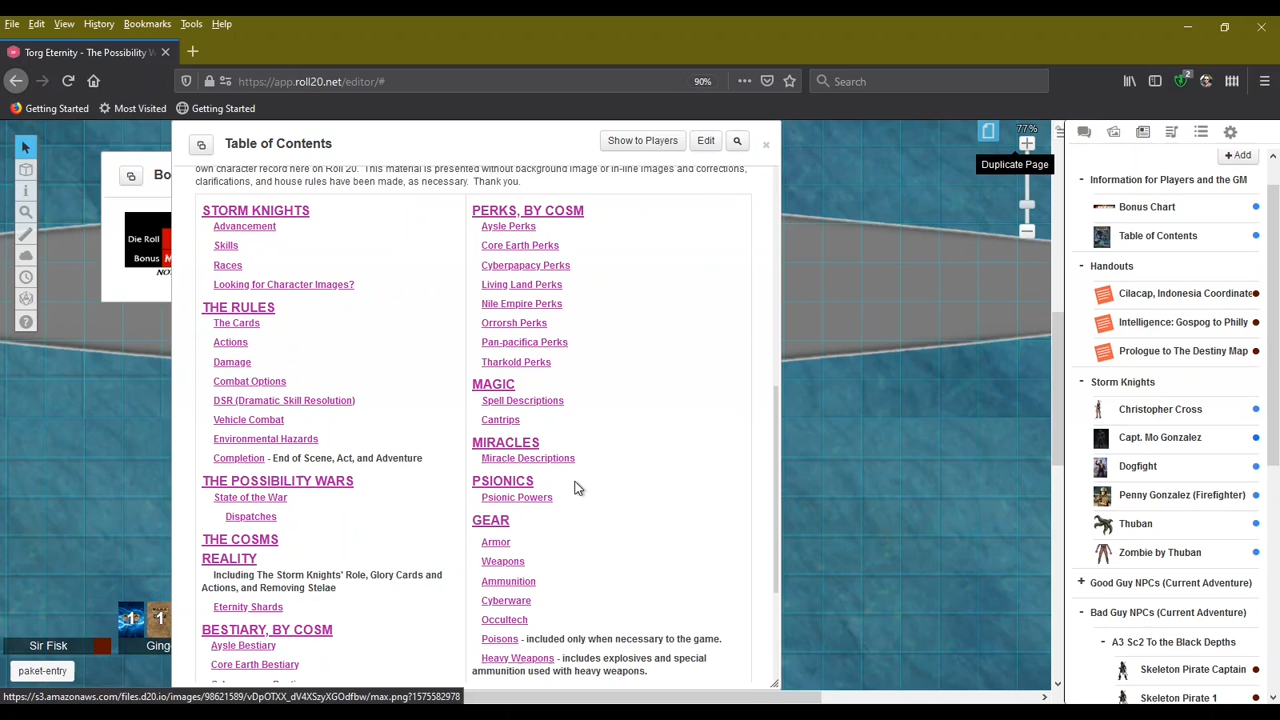 File Edit View History Bookmarks Tools Help
Torg Eternity - The Possibility W
https://app.roll20.net/editor/#
90%
Search
2
Getting Started Most Visited Getting Started
Table of Contents
Show to Players Edit
77%
Duplicate Page
Bo
Die Roll
Bonus M
own character record here on Roll 20. This material is presented without background image or in-line images and corrections,
clarifications, and house rules have been made, as necessary. Thank you.
STORM KNIGHTS
Advancement
Skills
Races
Looking for Character Images?
THE RULES
The Cards
Actions
Damage
Combat Options
DSR (Dramatic Skill Resolution)
Vehicle Combat
Environmental Hazards
Completion - End of Scene, Act, and Adventure
THE POSSIBILITY WARS
State of the War
Dispatches
THE COSMS
REALITY
Including The Storm Knights' Role, Glory Cards and
Actions, and Removing Stelae
Eternity Shards
BESTIARY, BY COSM
Aysle Bestiary
Core Earth Bestiary
PERKS, BY COSM
Aysle Perks
Core Earth Perks
Cyberpapacy Perks
Living Land Perks
Nile Empire Perks
Orrorsh Perks
Pan-pacifica Perks
Tharkold Perks
MAGIC
Spell Descriptions
Cantrips
MIRACLES
Miracle Descriptions
PSIONICS
Psionic Powers
GEAR
Armor
Weapons
Ammunition
Cyberware
Occultech
Poisons - included only when necessary to the game.
Heavy Weapons - includes explosives and special
ammunition used with heavy weapons.
1 1
Sir Fisk Ging
paket-entry
https://s3.amazonaws.com/files.d20.io/images/98621589/vDpOTXX_dV4XSzyXGOdfbw/max.png?1575582978
+ Add
- Information for Players and the GM
Bonus Chart
Table of Contents
- Handouts
Cilacap, Indonesia Coordinate
Intelligence: Gospog to Philly
Prologue to The Destiny Map
- Storm Knights
Christopher Cross
Capt. Mo Gonzalez
Dogfight
Penny Gonzalez (Firefighter)
Thuban
Zombie by Thuban
+ Good Guy NPCs (Current Adventure)
- Bad Guy NPCs (Current Adventure)
- A3 Sc2 To the Black Depths
Skeleton Pirate Captain
Skeleton Pirate 1